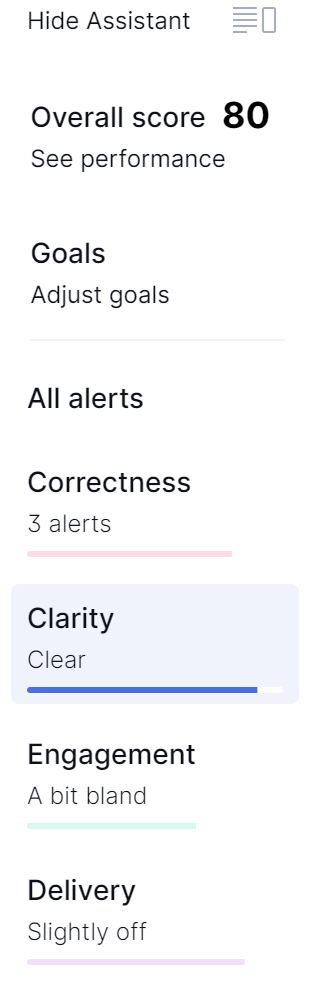 Hide Assistant
Overall score 80
See performance
Goals
Adjust goals
All alerts
Correctness
3 alerts
Clarity
Clear
Engagement
A bit bland
Delivery
Slightly off